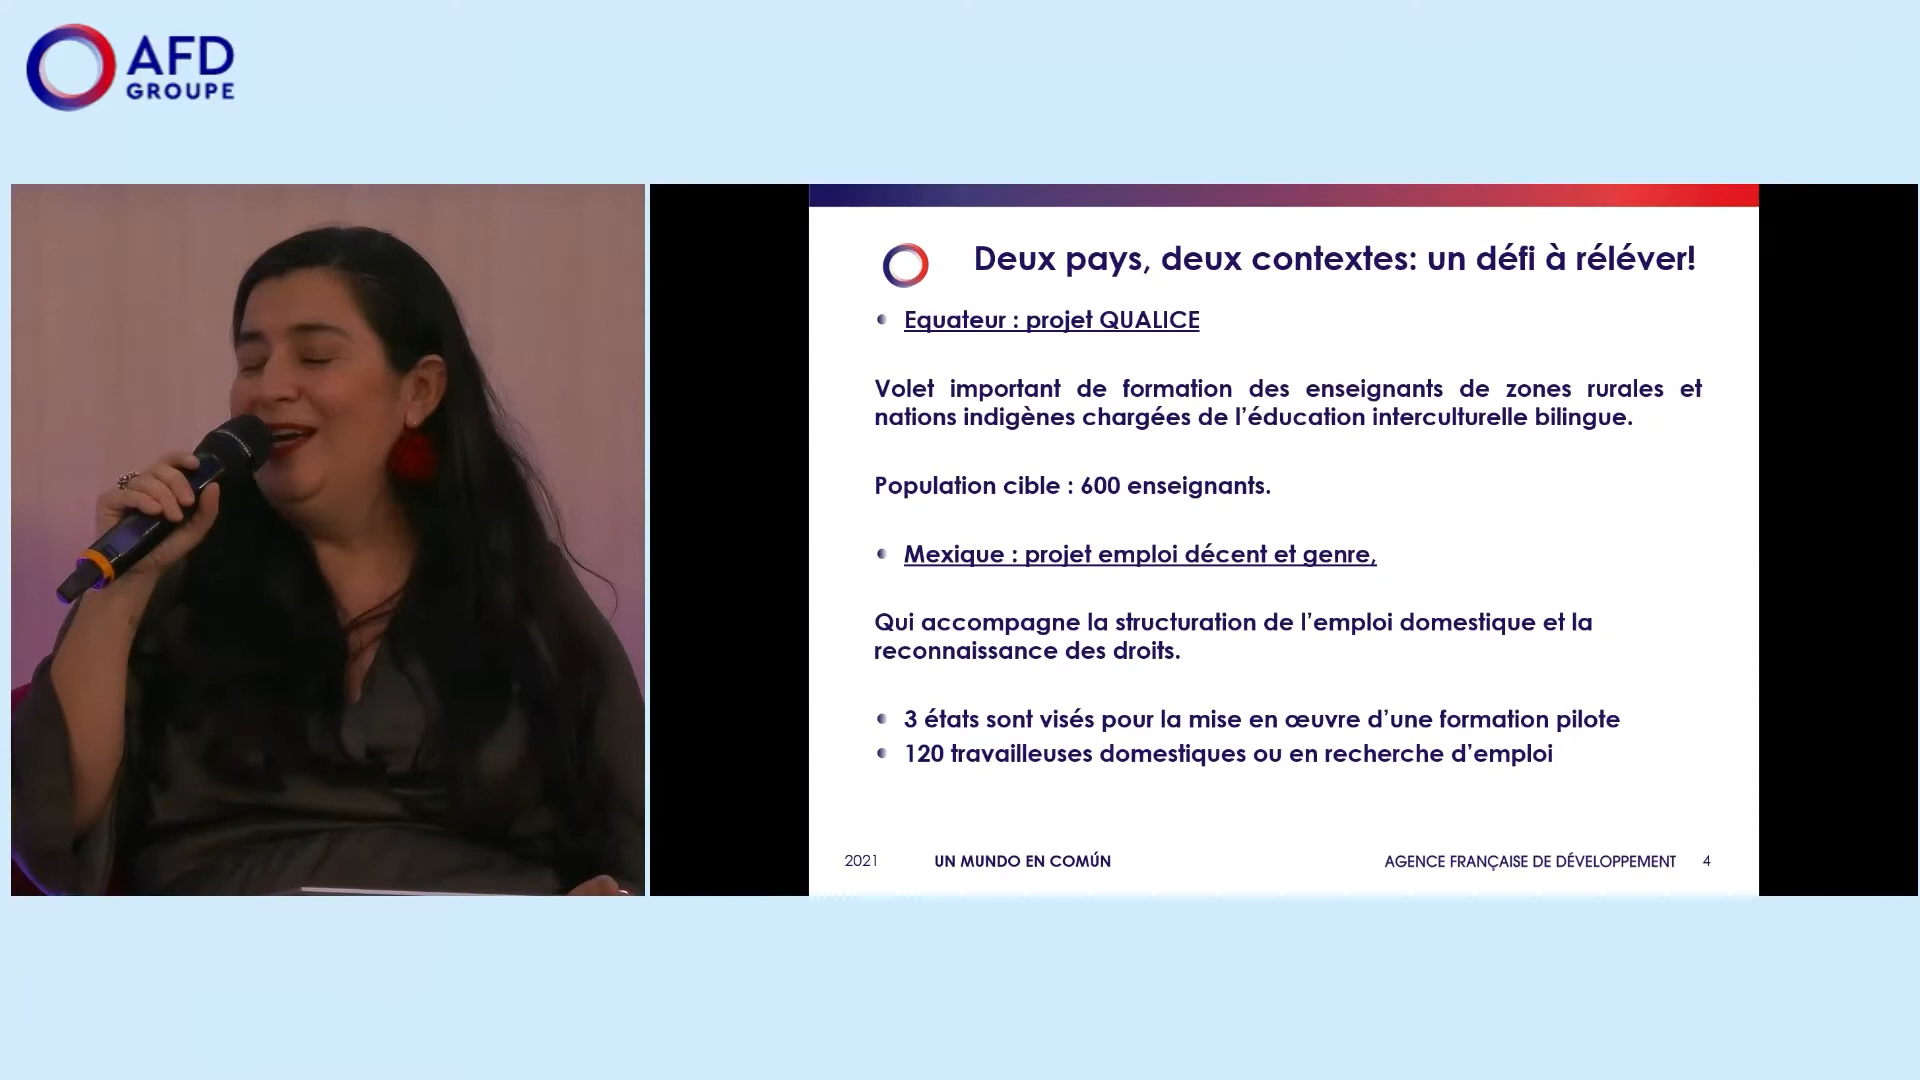 AFD
GROUPE
Deux pays, deux contextes: un défi à réléver!
Equateur : projet QUALICE
Volet important de formation des enseignants de zones rurales et
nations indigènes chargées de l’éducation interculturelle bilingue.
Population cible : 600 enseignants.
Mexique : projet emploi décent et genre,
Qui accompagne la structuration de l’emploi domestique et la
reconnaissance des droits.
3 états sont visés pour la mise en œuvre d’une formation pilote
120 travailleuses domestiques ou en recherche d’emploi
2021 UN MUNDO EN COMÚN AGENCE FRANÇAISE DE DÉVELOPPEMENT 4